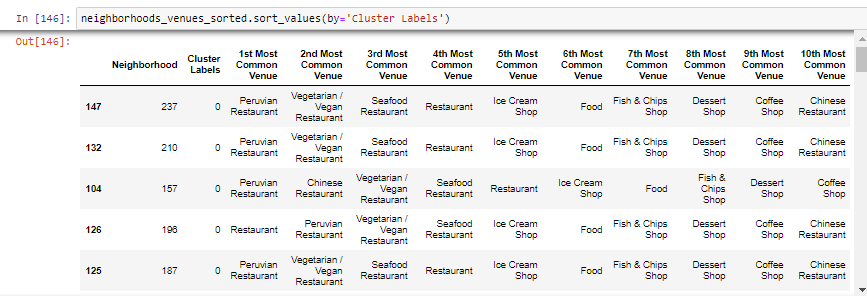 In [146]: neighborhoods_venues_sorted.sort_values(by='Cluster Labels')
Out[146]:
Neighborhood Cluster Labels 1st Most Common Venue 2nd Most Common Venue 3rd Most Common Venue 4th Most Common Venue 5th Most Common Venue 6th Most Common Venue 7th Most Common Venue 8th Most Common Venue 9th Most Common Venue 10th Most Common Venue
147 237 0 Peruvian Restaurant Vegetarian / Vegan Restaurant Seafood Restaurant Restaurant Ice Cream Shop Food Fish & Chips Shop Dessert Shop Coffee Shop Chinese Restaurant
132 210 0 Peruvian Restaurant Vegetarian / Vegan Restaurant Seafood Restaurant Restaurant Ice Cream Shop Food Fish & Chips Shop Dessert Shop Coffee Shop Chinese Restaurant
104 157 0 Peruvian Restaurant Chinese Restaurant Vegetarian / Vegan Restaurant Seafood Restaurant Restaurant Ice Cream Shop Food Fish & Chips Shop Dessert Shop Coffee Shop
126 196 0 Restaurant Peruvian Restaurant Vegetarian / Vegan Restaurant Seafood Restaurant Ice Cream Shop Food Fish & Chips Shop Dessert Shop Coffee Shop Chinese Restaurant
125 187 0 Peruvian Restaurant Vegetarian / Vegan Restaurant Seafood Restaurant Restaurant Ice Cream Shop Food Fish & Chips Shop Dessert Shop Coffee Shop Chinese Restaurant